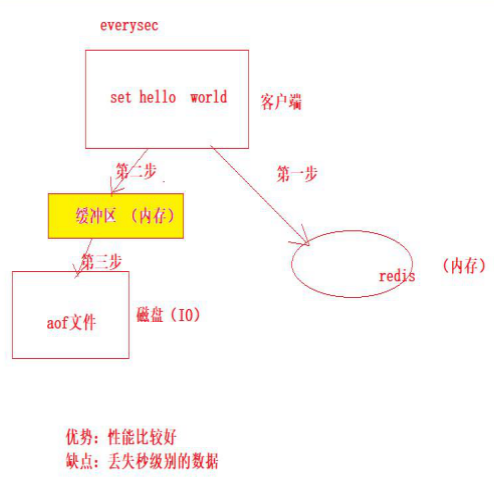 everysec
set hello world
客户端
第二步
第一步
缓冲区 （内存）
第三步
redis
（内存）
aof文件
磁盘（IO）
优势：性能比较好
缺点：丢失秒级别的数据